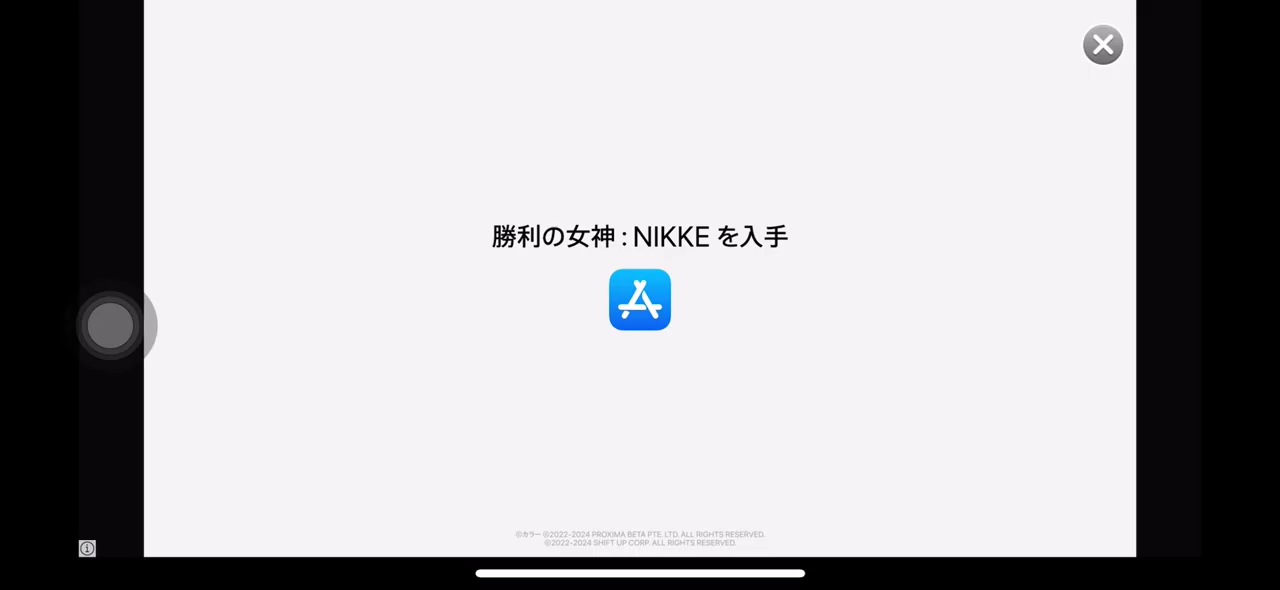 勝利の女神 : NIKKE を入手
©カラー ©2022-2024 PROXIMA BETA PTE. LTD. ALL RIGHTS RESERVED.
©2022-2024 SHIFT UP CORP. ALL RIGHTS RESERVED.